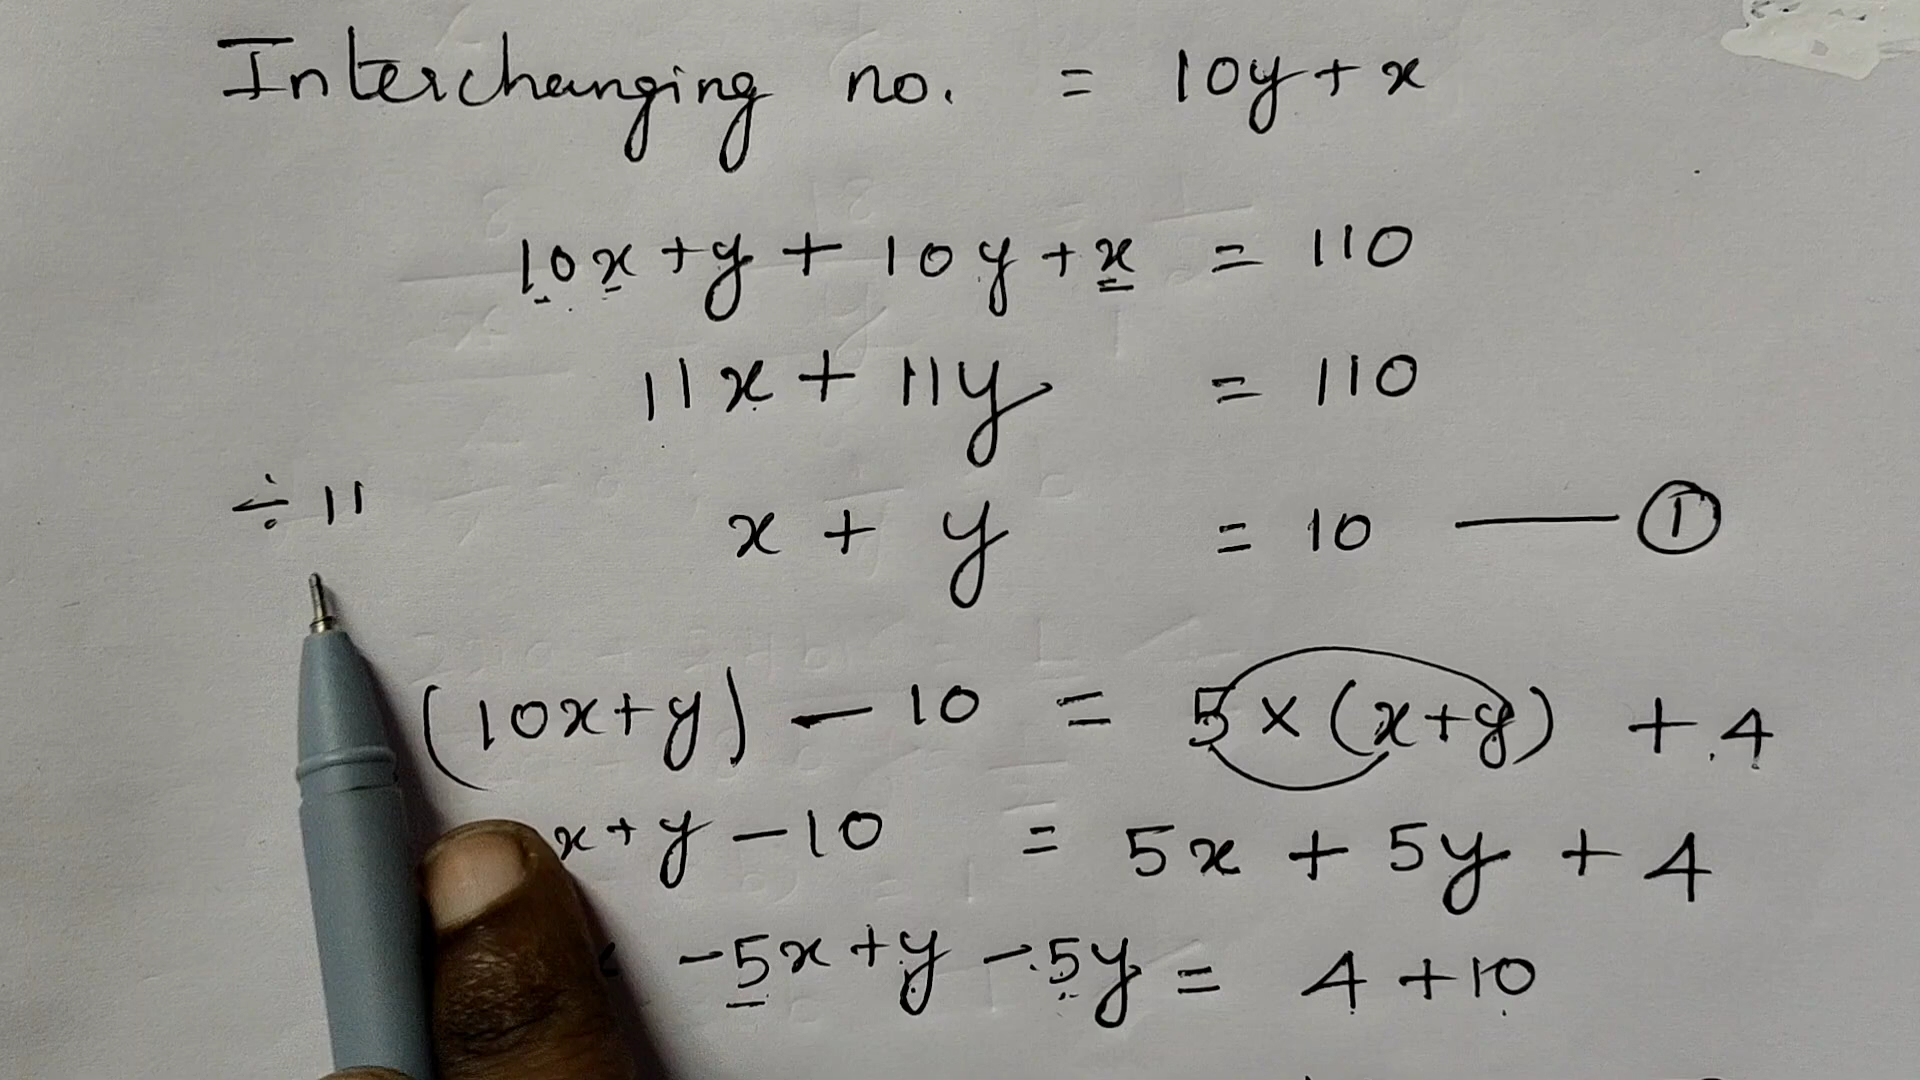 Interchanging no. = 10y + x
10x + y + 10y + x = 110
11x + 11y = 110
÷ 11 x + y = 10 —— ①
(10x + y) - 10 = 5 × (x + y) + 4
x + y - 10 = 5x + 5y + 4
- 5x + y - 5y = 4 + 10